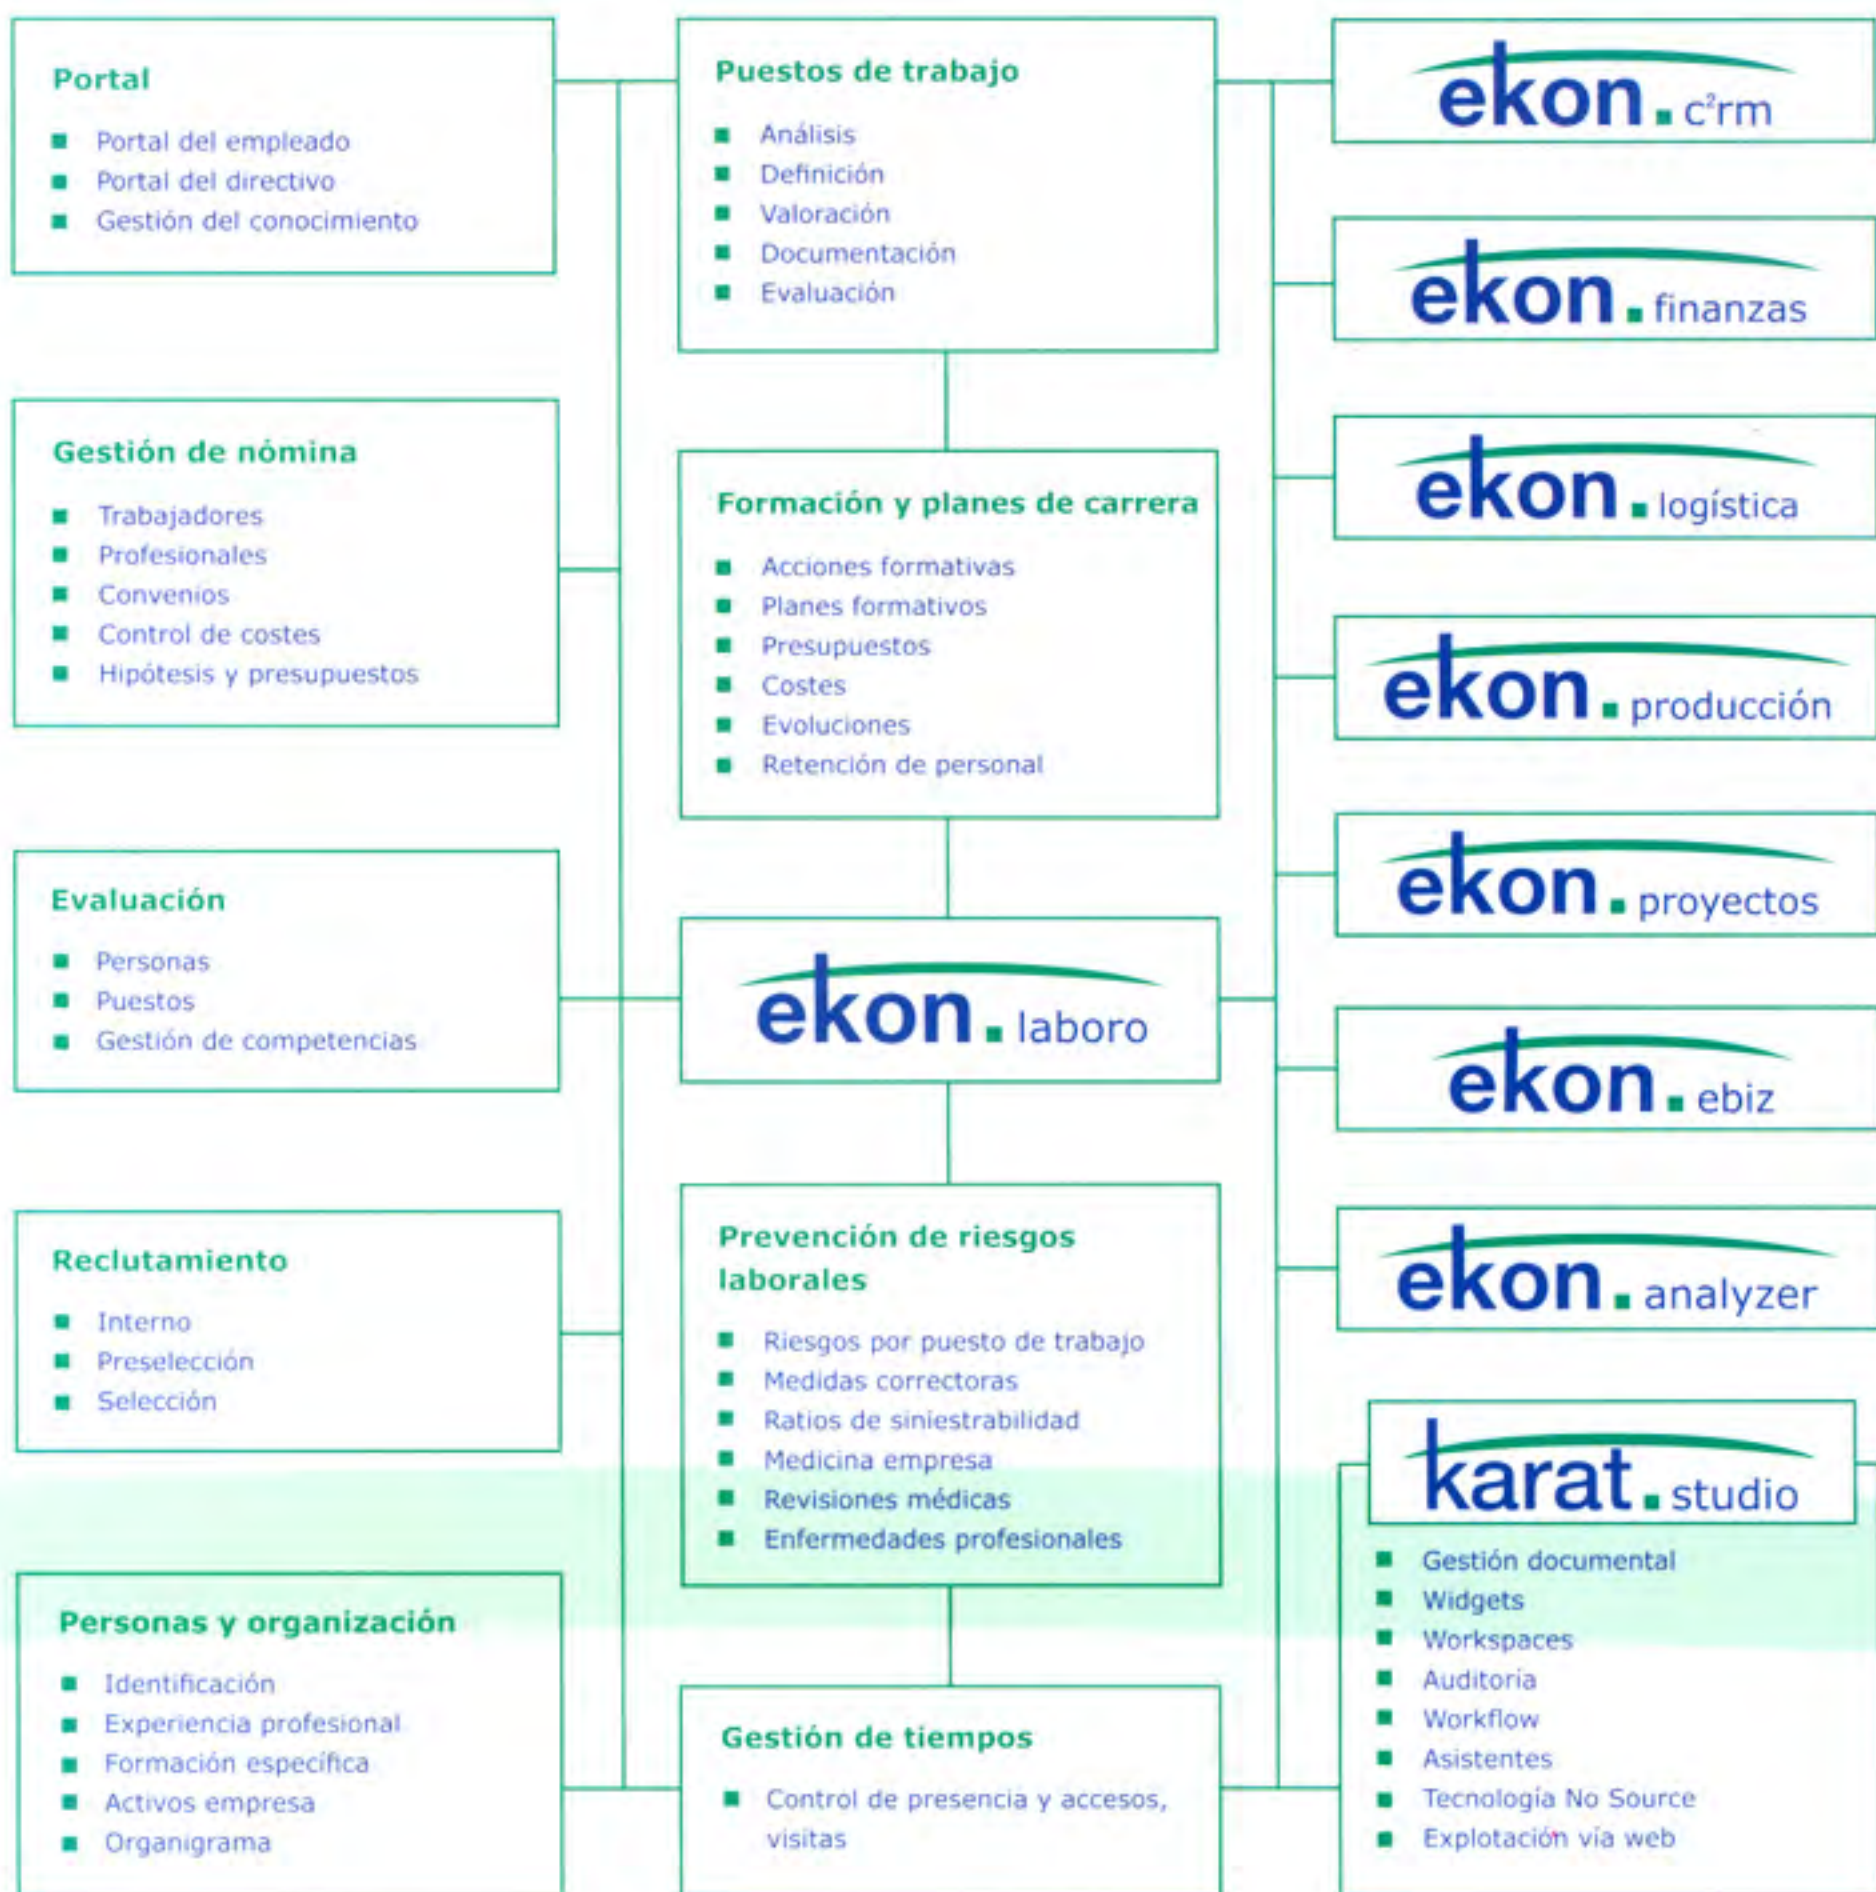 Portal
Portal del empleado
Portal del directivo
Gestión del conocimiento
Gestión de nómina
Trabajadores
Profesionales
Convenios
Control de costes
Hipótesis y presupuestos
Evaluación
Personas
Puestos
Gestión de competencias
Reclutamiento
Interno
Preselección
Selección
Personas y organización
Identificación
Experiencia profesional
Formación específica
Activos empresa
Organigrama
Puestos de trabajo
Análisis
Definición
Valoración
Documentación
Evaluación
Formación y planes de carrera
Acciones formativas
Planes formativos
Presupuestos
Costes
Evoluciones
Retención de personal
ekon.laboro
Prevención de riesgos
laborales
Riesgos por puesto de trabajo
Medidas correctoras
Ratios de siniestrabilidad
Medicina empresa
Revisiones médicas
Enfermedades profesionales
Gestión de tiempos
Control de presencia y accesos,
visitas
ekon.c²rm
ekon.finanzas
ekon.logística
ekon.producción
ekon.proyectos
ekon.ebiz
ekon.analyzer
karat.studio
Gestión documental
Widgets
Workspaces
Auditoría
Workflow
Asistentes
Tecnología No Source
Explotación vía web